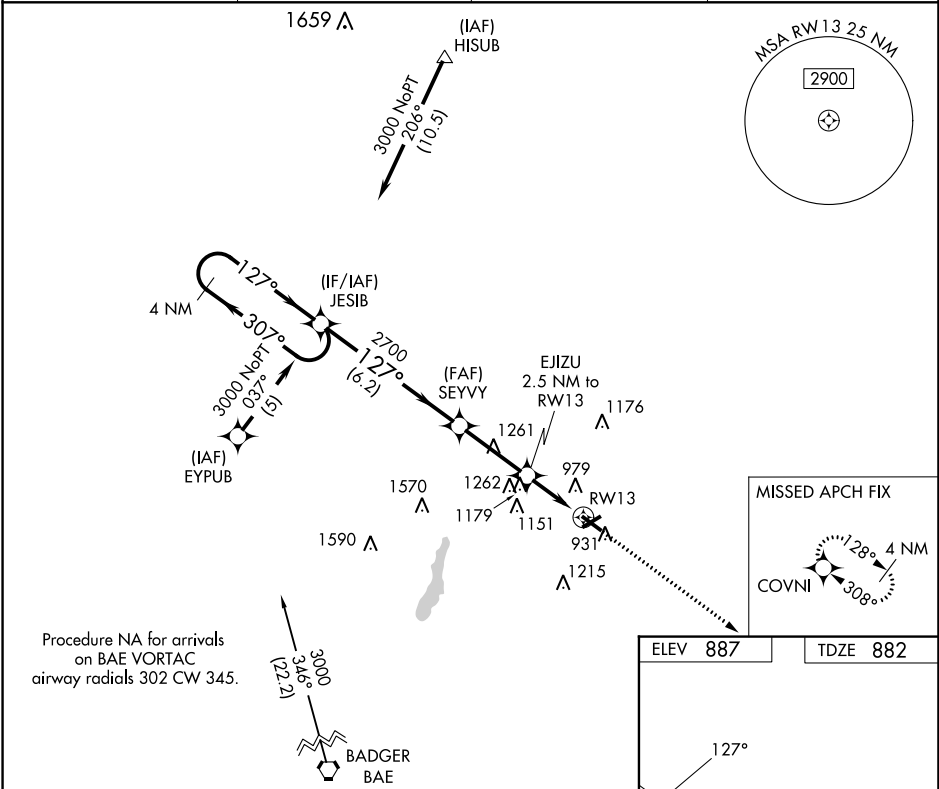 1659
(IAF)
HISUB
3000 NoPT
206°
(10.5)
MSA RW13 25 NM
2900
127°
4 NM
307°
(IF/IAF)
JESIB
2700
127°
(6.2)
3000 NoPT
037°
(5)
(IAF)
EYPUB
(FAF)
SEYVY
EJIZU
2.5 NM to
RW13
1176
1261
1262
979
1179
1151
RW13
931
1570
1590
1215
MISSED APCH FIX
128°
4 NM
COVNI
308°
Procedure NA for arrivals
on BAE VORTAC
airway radials 302 CW 345.
3000
346°
(22.2)
BADGER
BAE
ELEV 887
TDZE 882
127°